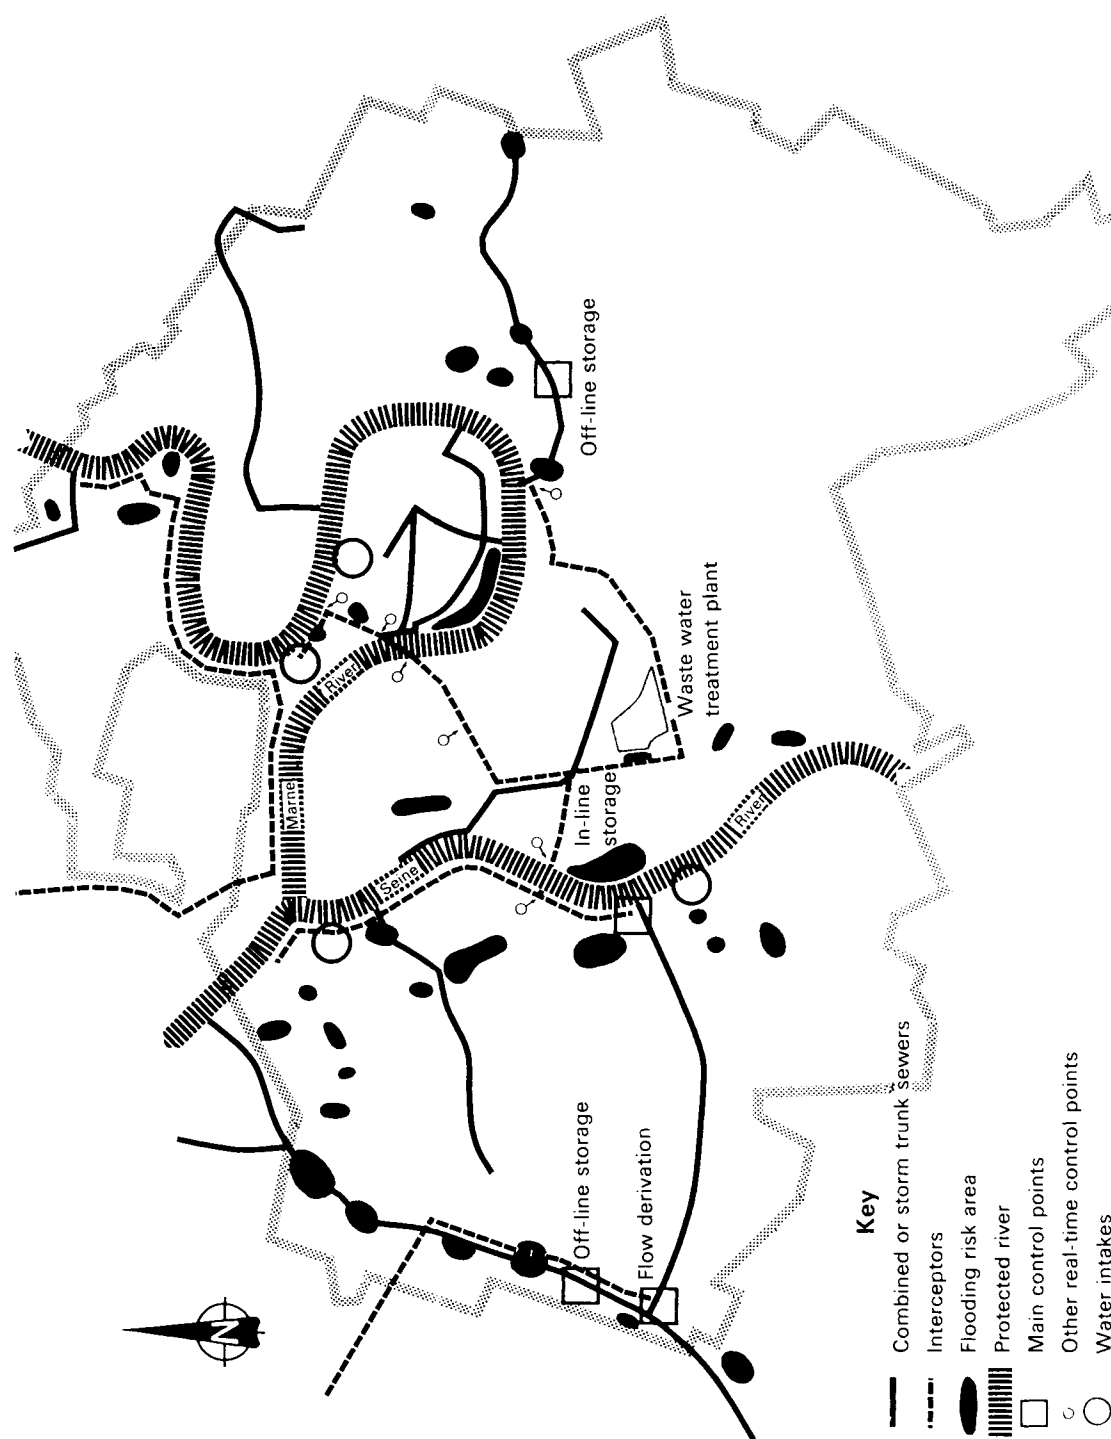 N
Marne
River
Seine
River
Off-line storage
Waste water
treatment plant
In-line
storage
Off-line storage
Flow derivation
Key
Combined or storm trunk sewers
Interceptors
Flooding risk area
Protected river
Main control points
Other real-time control points
Water intakes